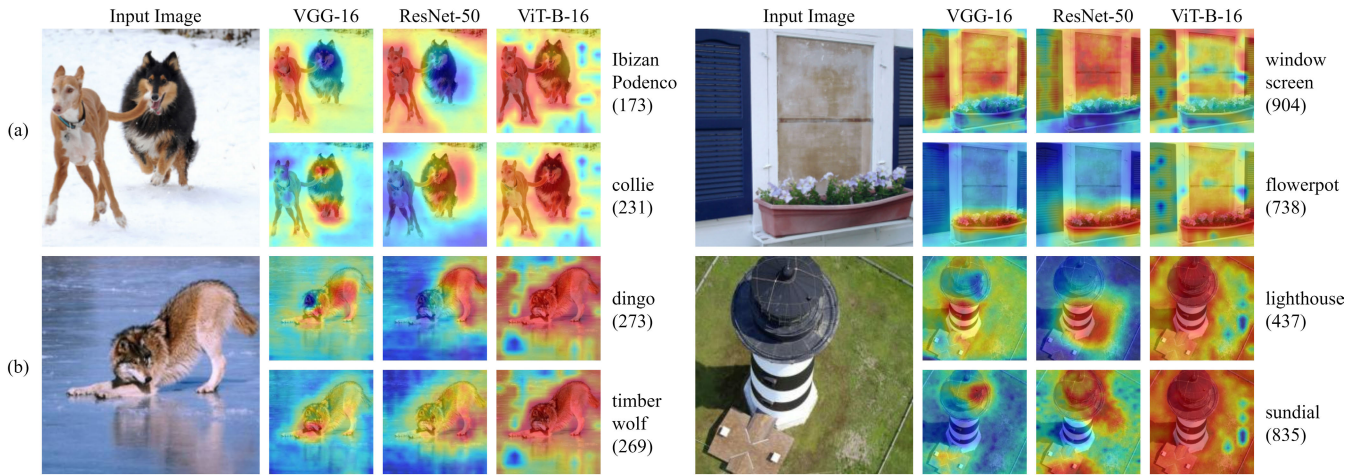 Input Image VGG-16 ResNet-50 ViT-B-16 Input Image VGG-16 ResNet-50 ViT-B-16
(a)
Ibizan
Podenco
(173)
collie
(231)
window
screen
(904)
flowerpot
(738)
(b)
dingo
(273)
timber
wolf
(269)
lighthouse
(437)
sundial
(835)